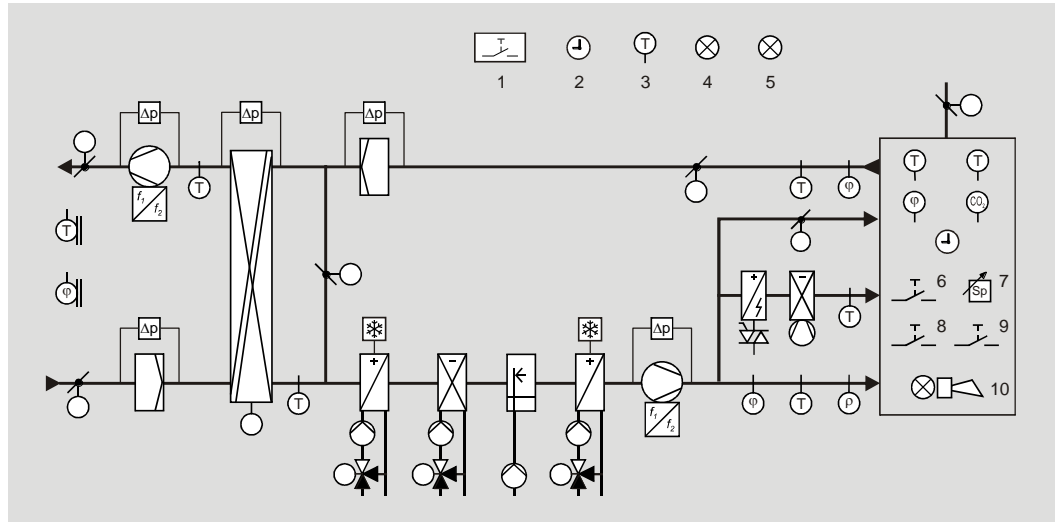 1 2 3 4 5
T T
Δp Δp Δp
T T
φ CO₂
f₁ f₂ T T φ
T
φ
6 7
Sp
T
Δp Δp 8 9
f₁ f₂
T φ T ρ 10